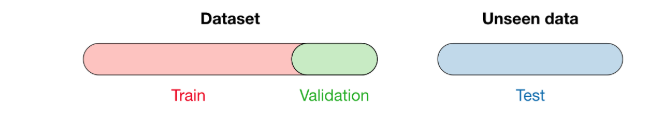 Dataset
Unseen data
Train
Validation
Test